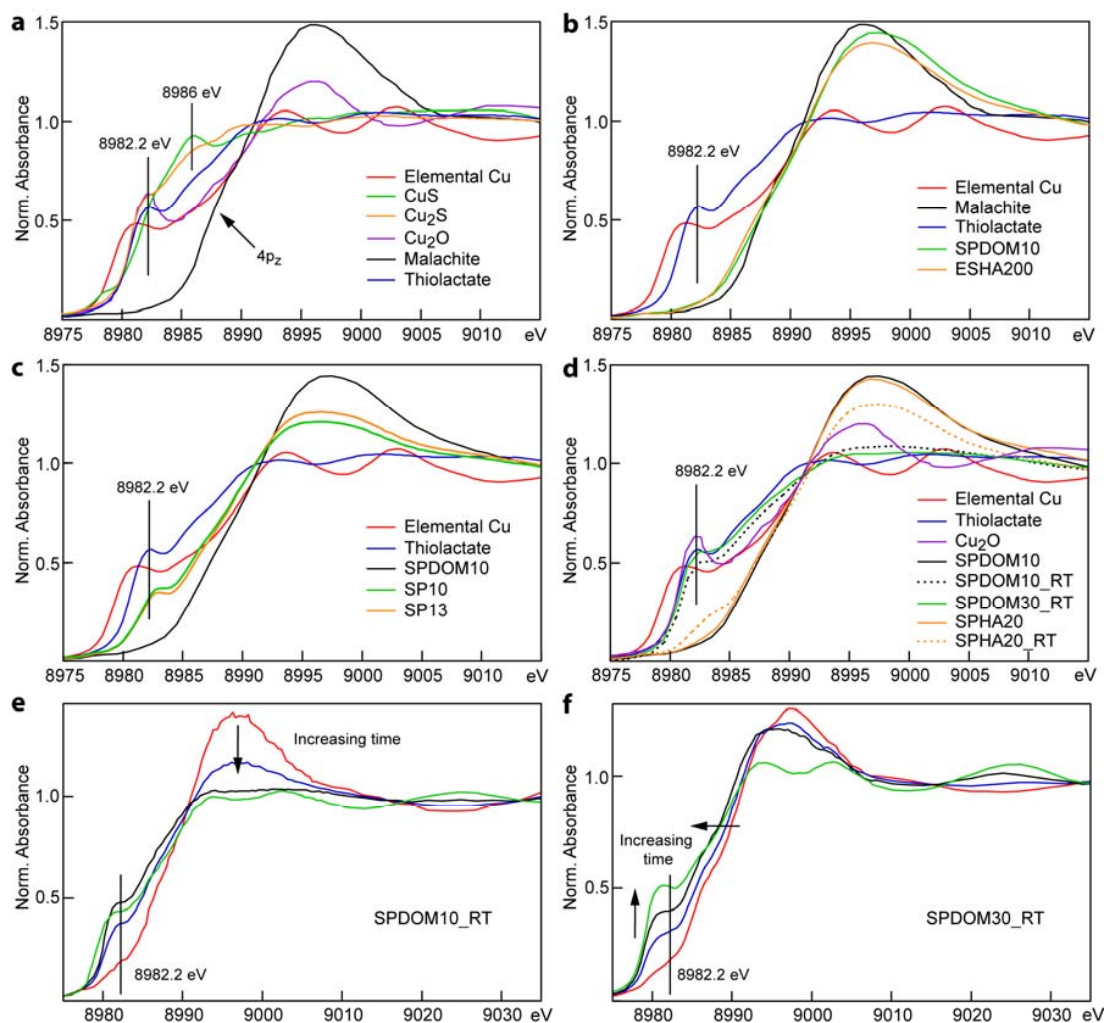 a
1.5
1.0
0.5
Norm. Absorbance
8986 eV
8982.2 eV
4pz
Elemental Cu
CuS
Cu2S
Cu2O
Malachite
Thiolactate
8975 8980 8985 8990 8995 9000 9005 9010 eV
b
1.5
1.0
0.5
Norm. Absorbance
8982.2 eV
Elemental Cu
Malachite
Thiolactate
SPDOM10
ESHA200
8975 8980 8985 8990 8995 9000 9005 9010 eV
c
1.5
1.0
0.5
Norm. Absorbance
8982.2 eV
Elemental Cu
Thiolactate
SPDOM10
SP10
SP13
8975 8980 8985 8990 8995 9000 9005 9010 eV
d
1.5
1.0
0.5
Norm. Absorbance
8982.2 eV
Elemental Cu
Thiolactate
Cu2O
SPDOM10
SPDOM10_RT
SPDOM30_RT
SPHA20
SPHA20_RT
8975 8980 8985 8990 8995 9000 9005 9010 eV
e
1.0
0.5
Norm. Absorbance
Increasing time
SPDOM10_RT
8982.2 eV
8980 8990 9000 9010 9020 9030 eV
f
1.0
0.5
Norm. Absorbance
Increasing
time
SPDOM30_RT
8982.2 eV
8980 8990 9000 9010 9020 9030 eV